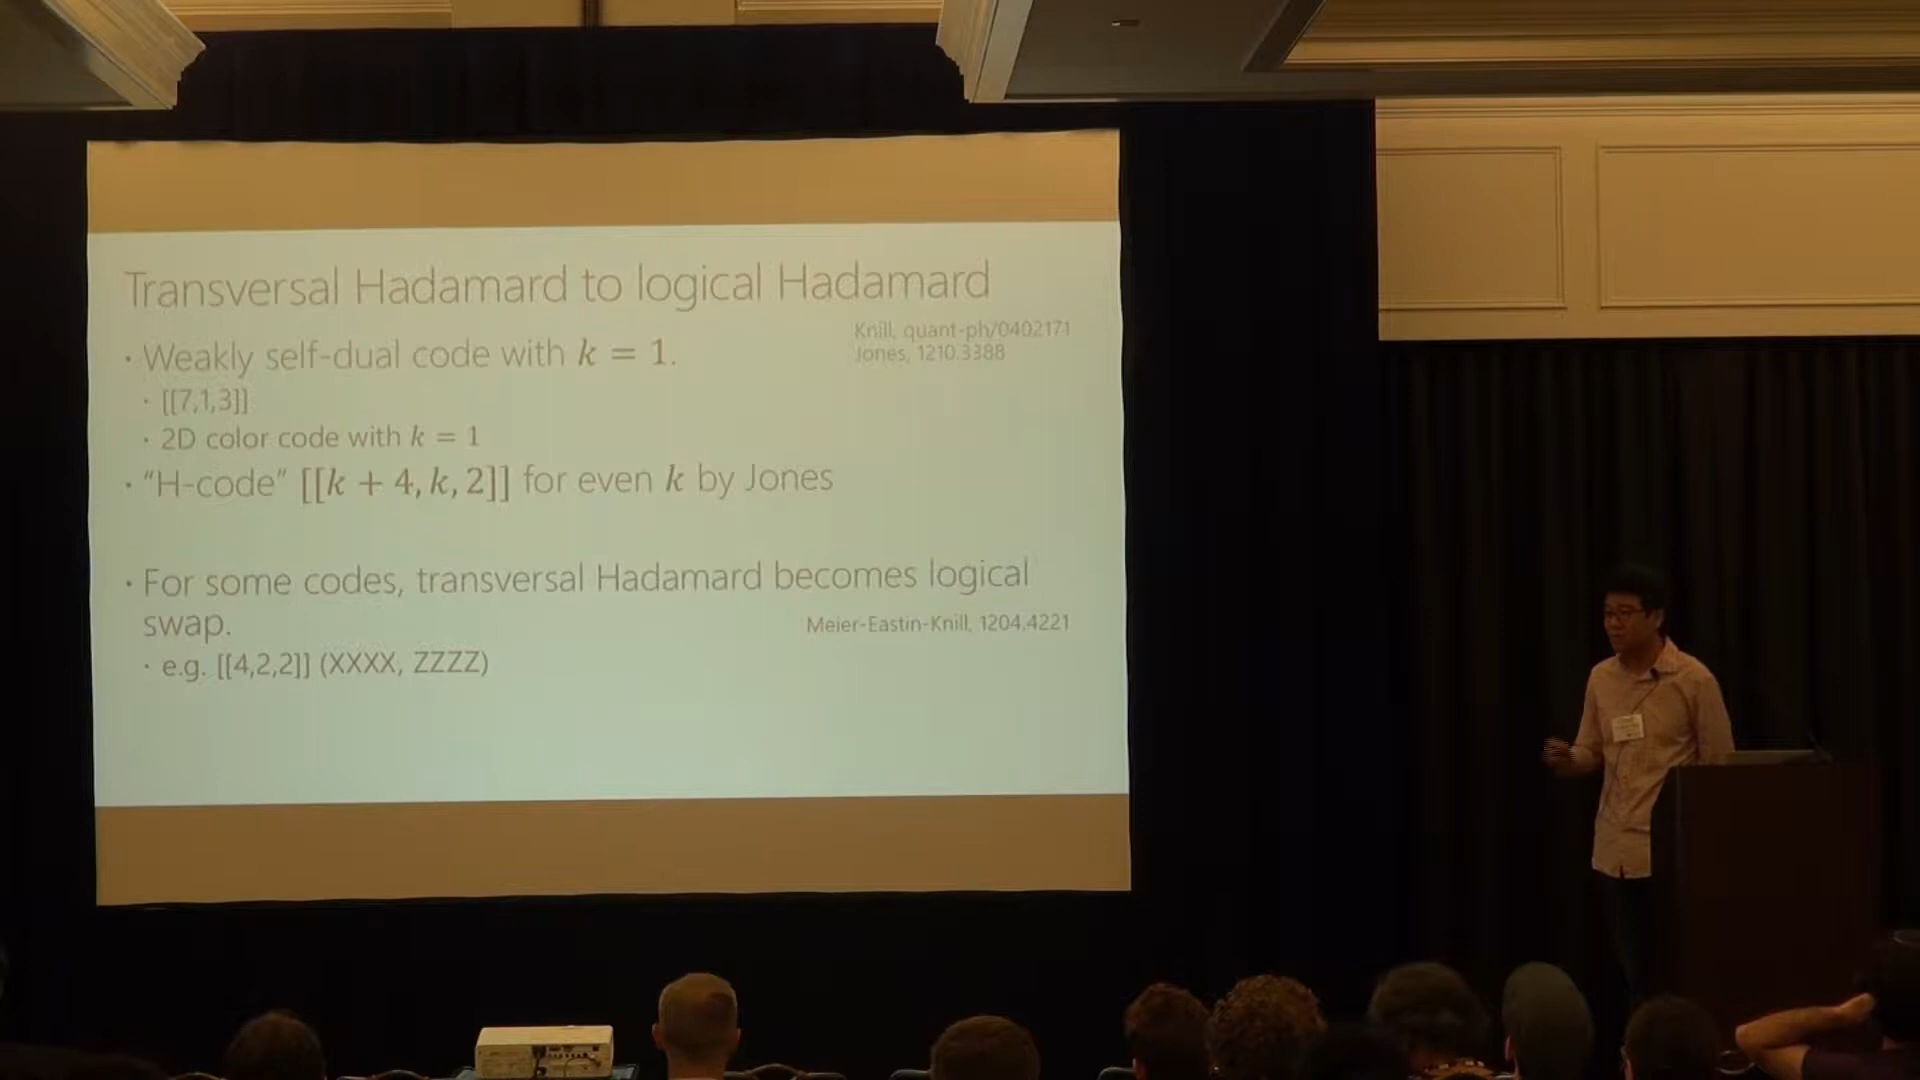 Transversal Hadamard to logical Hadamard
Knill, quant-ph/0402171
Jones, 1210.3388
• Weakly self-dual code with k = 1.
• [[7,1,3]]
• 2D color code with k = 1
• “H-code” [[k + 4, k, 2]] for even k by Jones
• For some codes, transversal Hadamard becomes logical
swap.
Meier-Eastin-Knill, 1204.4221
• e.g. [[4,2,2]] (XXXX, ZZZZ)